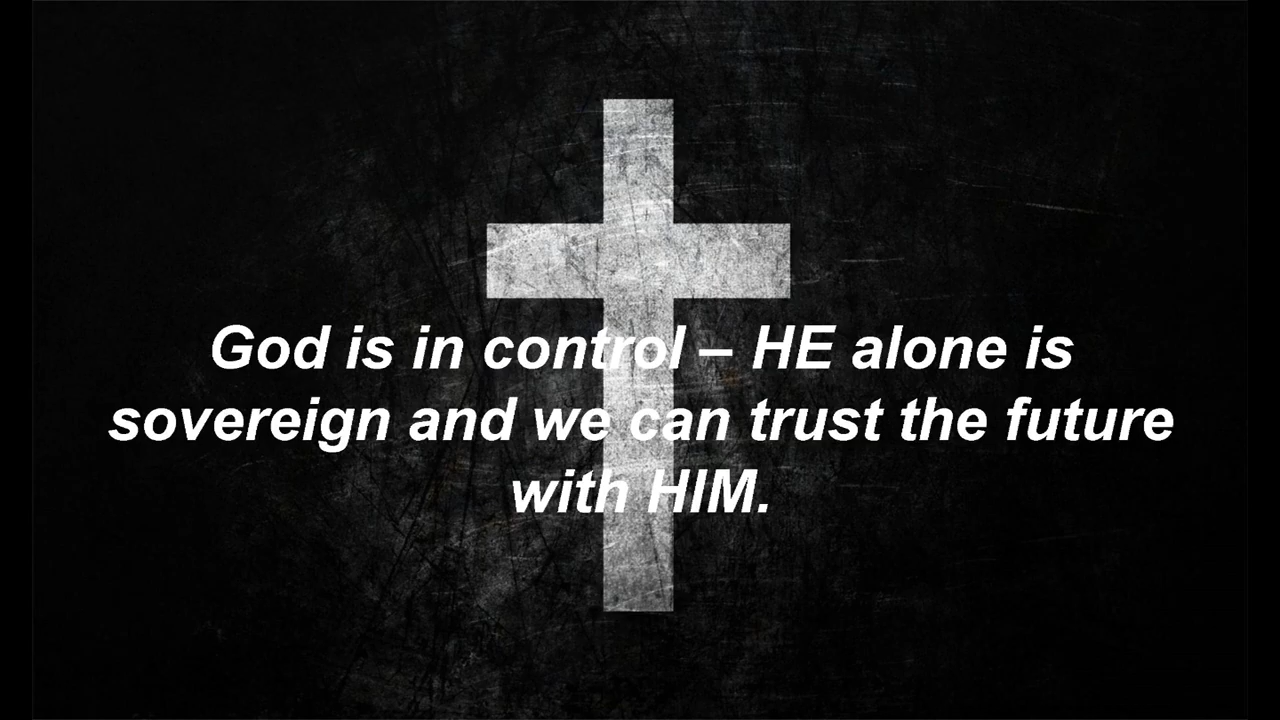 God is in control – HE alone is
sovereign and we can trust the future
with HIM.